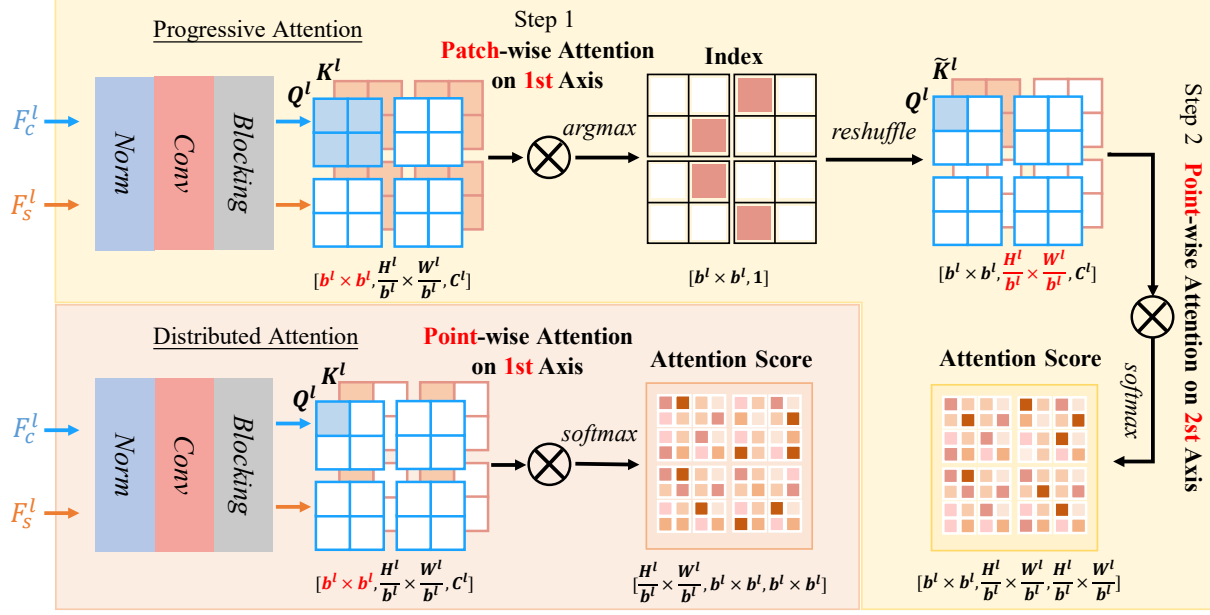 Progressive Attention
Step 1
Patch-wise Attention
on 1st Axis
F_c^l
F_s^l
Norm
Conv
Blocking
Q^l
K^l
[b^l × b^l, H^l/b^l × W^l/b^l, C^l]
argmax
Index
[b^l × b^l, 1]
reshuffle
Q^l
K̃^l
[b^l × b^l, H^l/b^l × W^l/b^l, C^l]
Step 2 Point-wise Attention on 2st Axis
softmax
Attention Score
[b^l × b^l, H^l/b^l × W^l/b^l, H^l/b^l × W^l/b^l]
Distributed Attention
Point-wise Attention
on 1st Axis
F_c^l
F_s^l
Norm
Conv
Blocking
Q^l
K^l
[b^l × b^l, H^l/b^l × W^l/b^l, C^l]
softmax
Attention Score
[H^l/b^l × W^l/b^l, b^l × b^l, b^l × b^l]